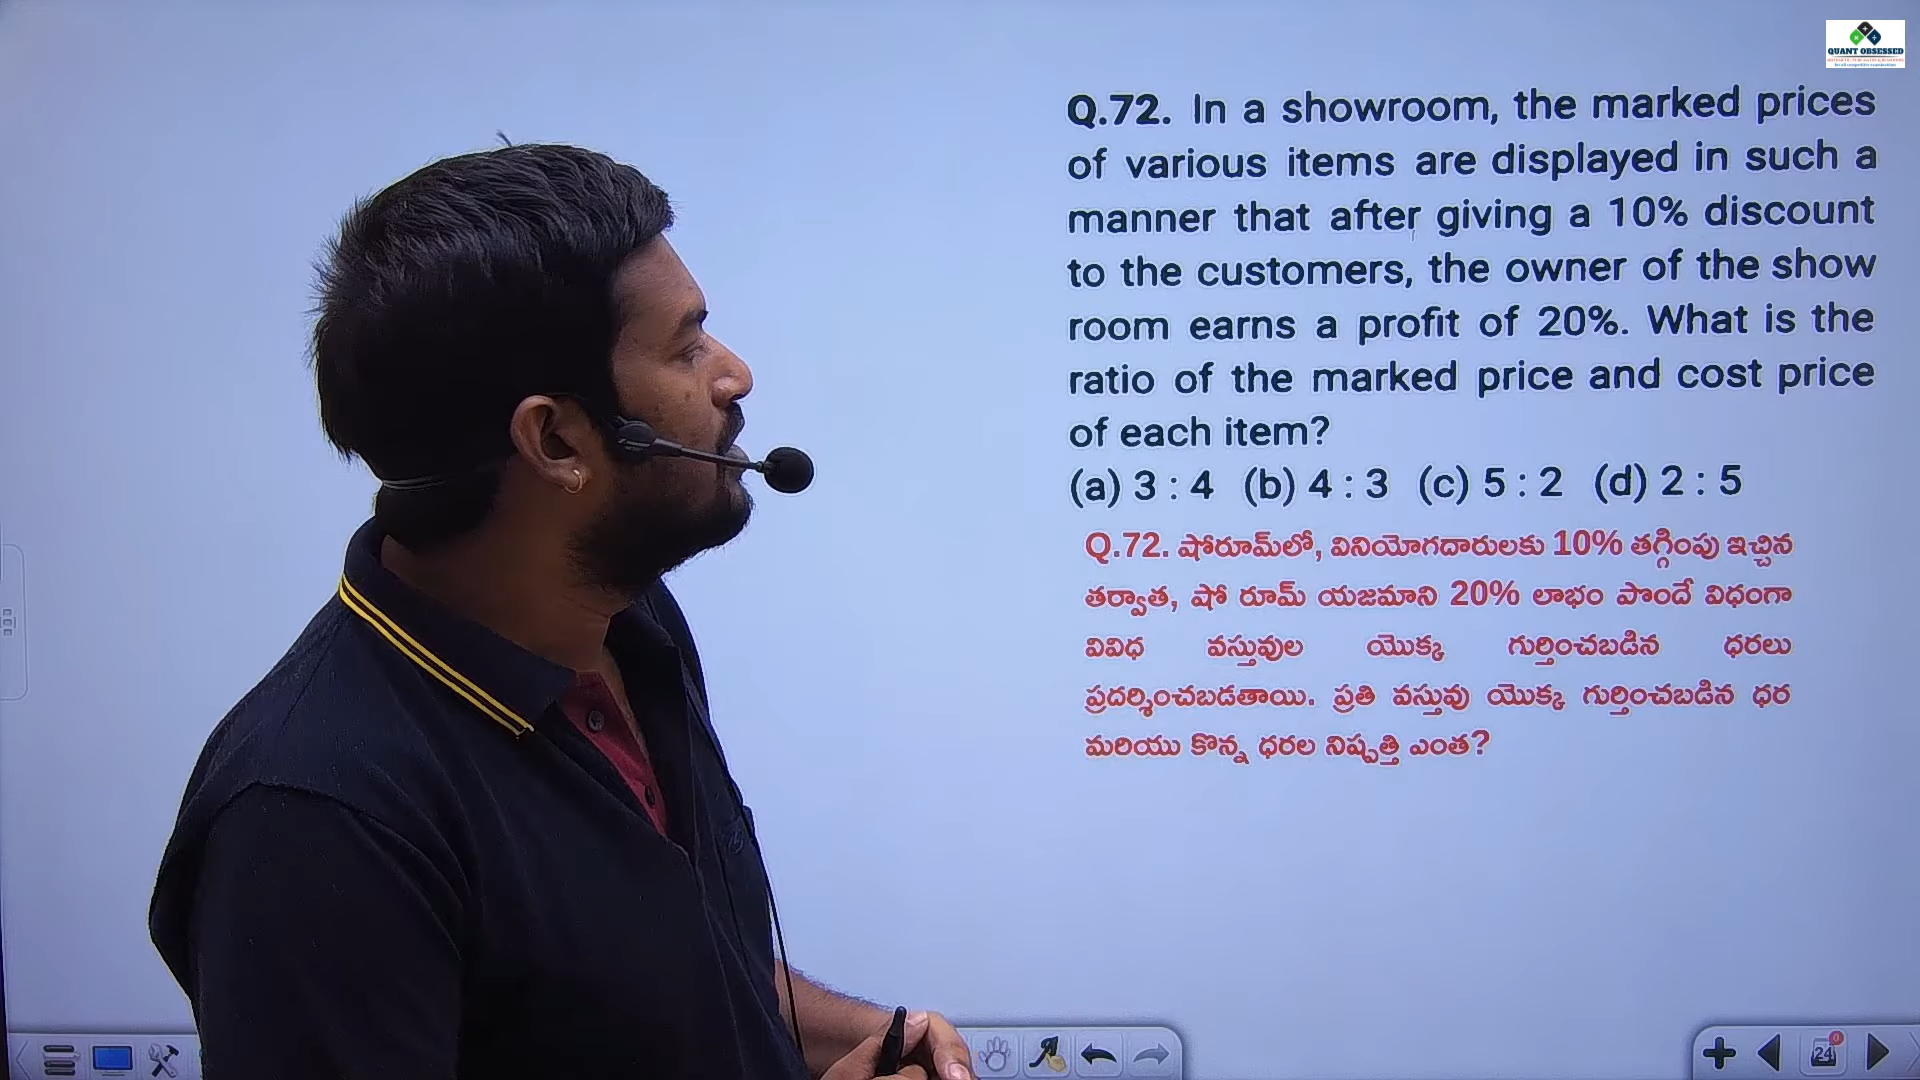 QUANT OBSESSED
Q.72. In a showroom, the marked prices
of various items are displayed in such a
manner that after giving a 10% discount
to the customers, the owner of the show
room earns a profit of 20%. What is the
ratio of the marked price and cost price
of each item?
(a) 3 : 4 (b) 4 : 3 (c) 5 : 2 (d) 2 : 5
Q.72. షోరూమ్‌లో, వినియోగదారులకు 10% తగ్గింపు ఇచ్చిన
తర్వాత, షో రూమ్ యజమాని 20% లాభం పొందే విధంగా
వివిధ వస్తువుల యొక్క గుర్తించబడిన ధరలు
ప్రదర్శించబడతాయి. ప్రతి వస్తువు యొక్క గుర్తించబడిన ధర
మరియు కొన్న ధరల నిష్పత్తి ఎంత?
24